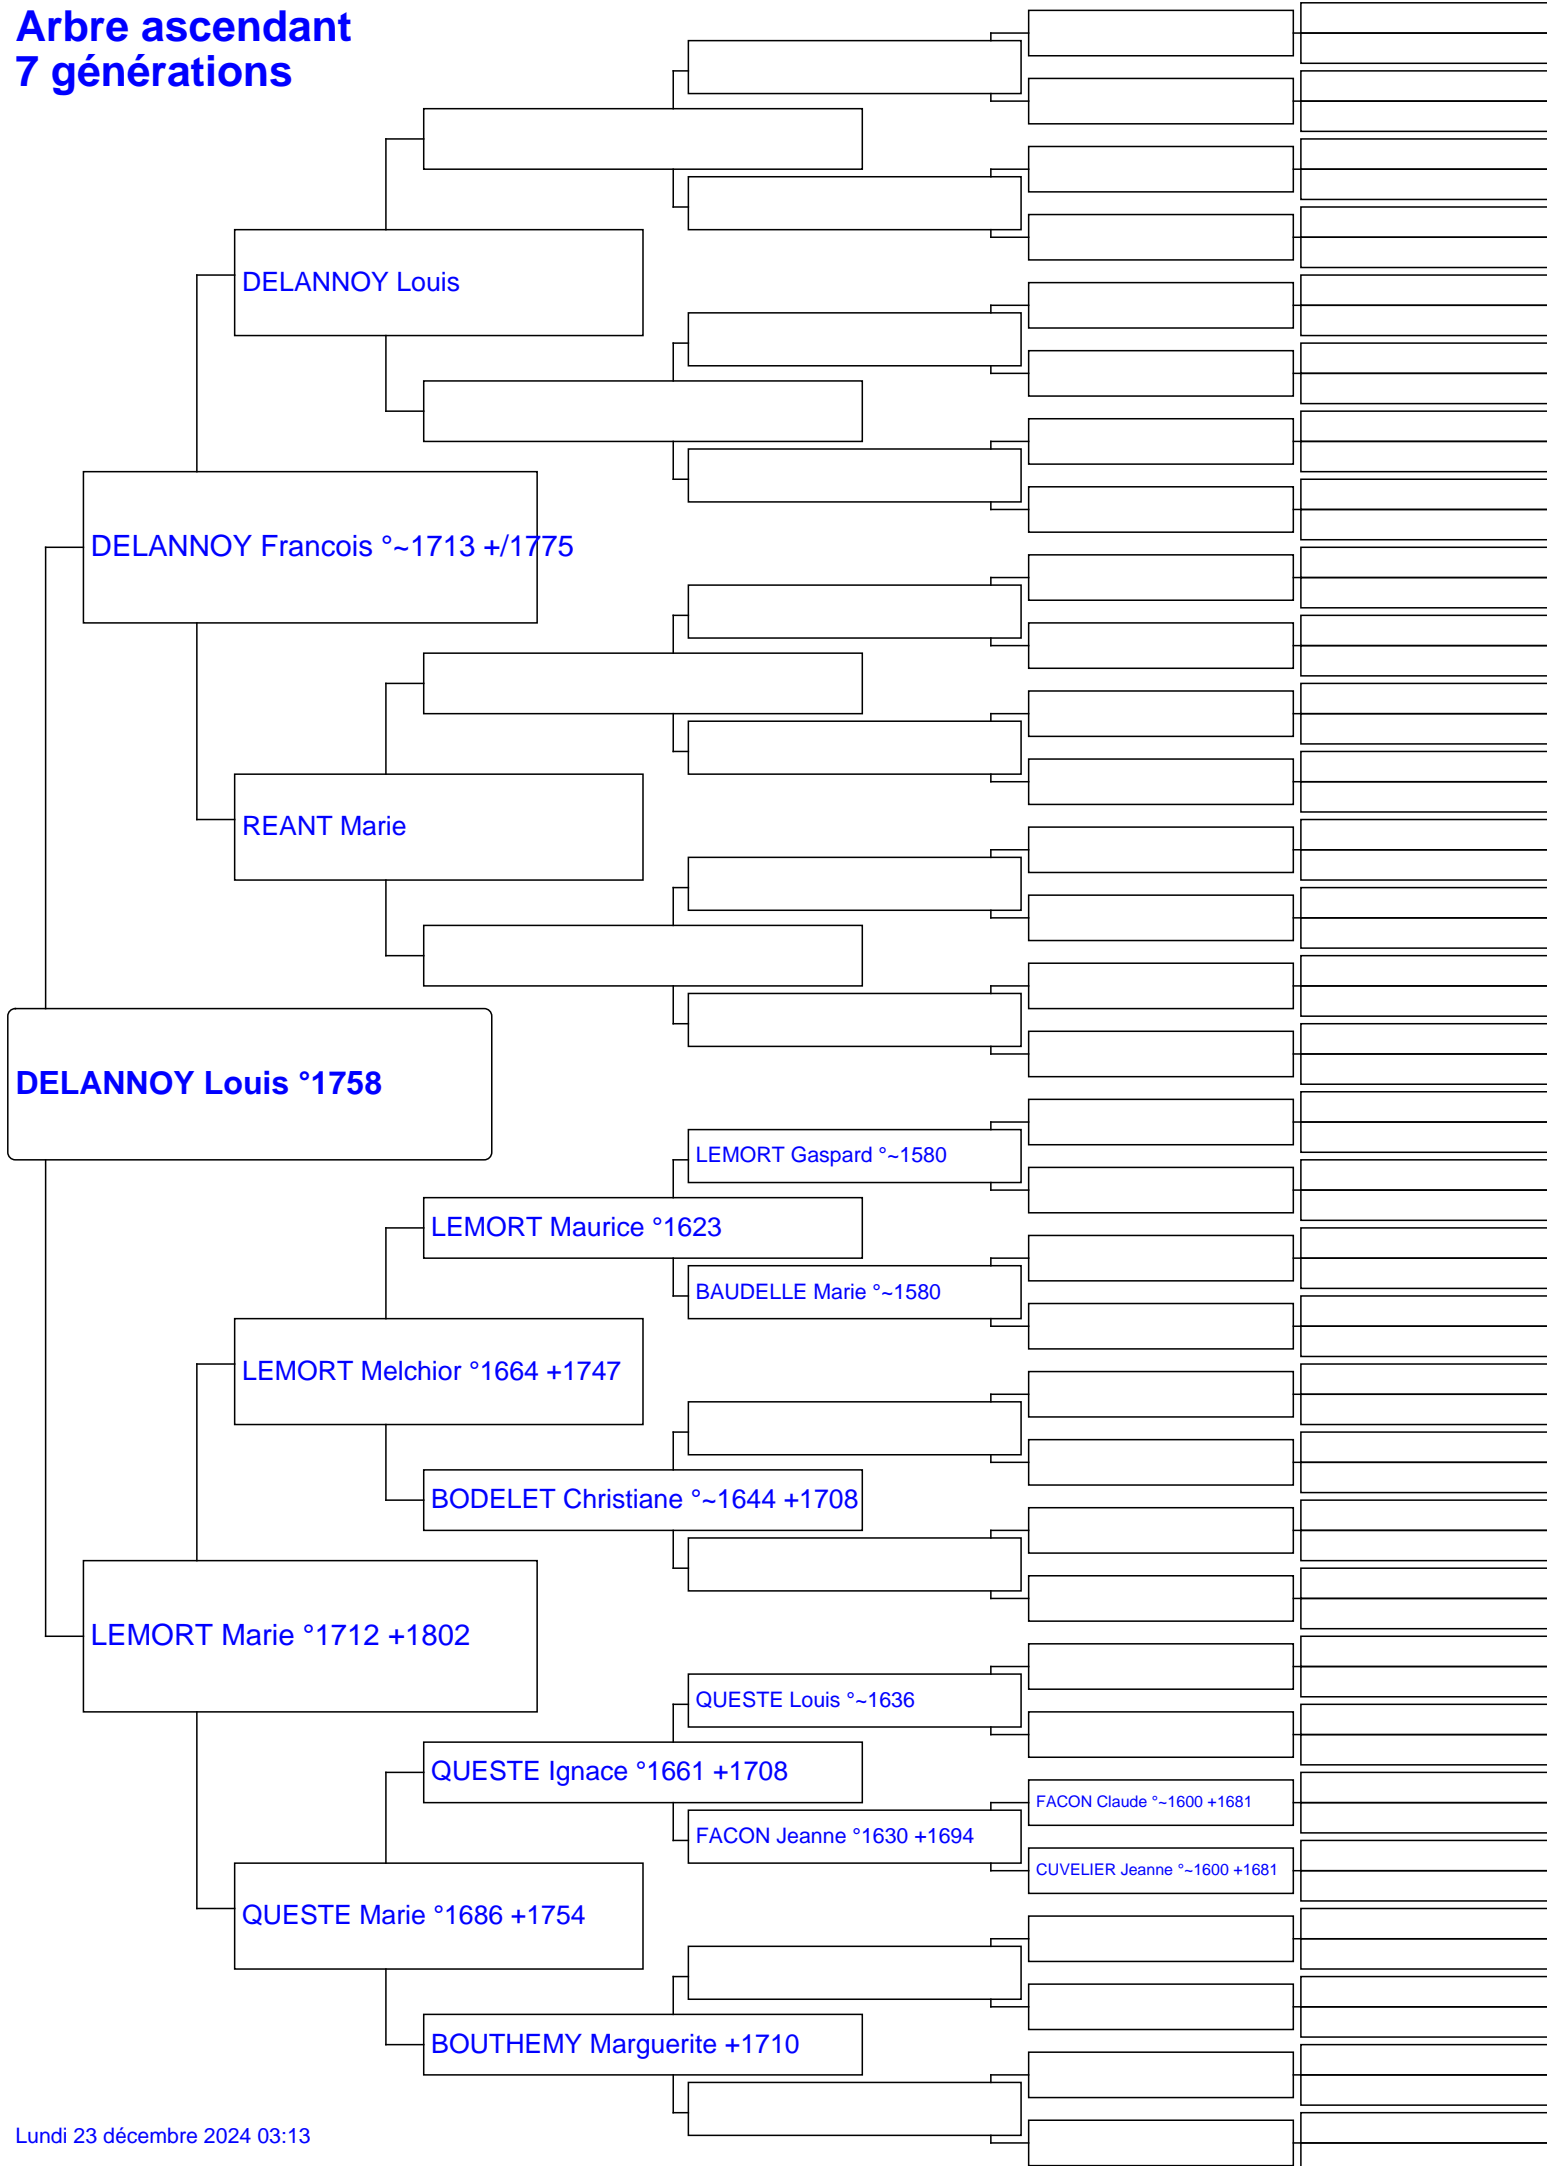 Arbre ascendant
7 générations
DELANNOY Louis
DELANNOY Francois °~1713 +/1775
REANT Marie
DELANNOY Louis °1758
LEMORT Gaspard °~1580
LEMORT Maurice °1623
BAUDELLE Marie °~1580
LEMORT Melchior °1664 +1747
BODELET Christiane °~1644 +1708
LEMORT Marie °1712 +1802
QUESTE Louis °~1636
QUESTE Ignace °1661 +1708
FACON Claude °~1600 +1681
FACON Jeanne °1630 +1694
CUVELIER Jeanne °~1600 +1681
QUESTE Marie °1686 +1754
BOUTHEMY Marguerite +1710
Lundi 23 décembre 2024 03:13